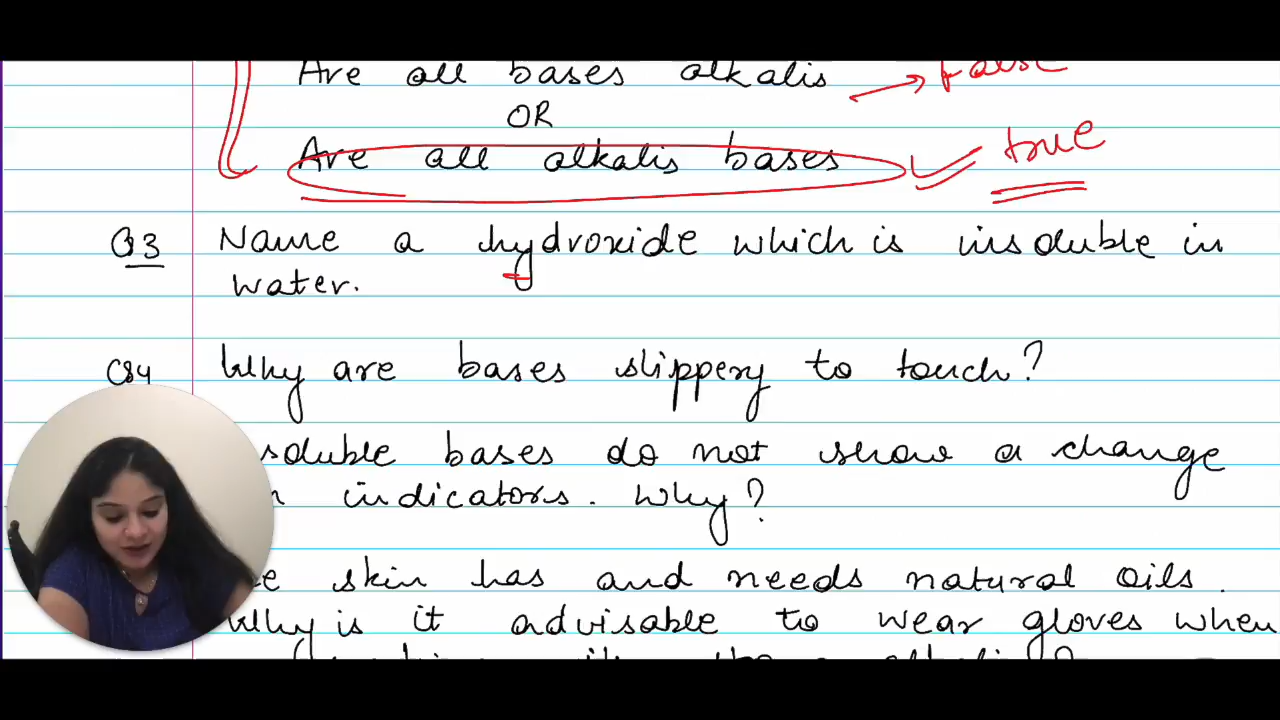 Are all bases alkalis → False
OR
Are all alkalis bases true
Q3 Name a hydroxide which is insoluble in
water.
Q4 Why are bases slippery to touch?
soluble bases do not show a change
indicators. Why?
skin has and needs natural oils.
Why is it advisable to wear gloves when